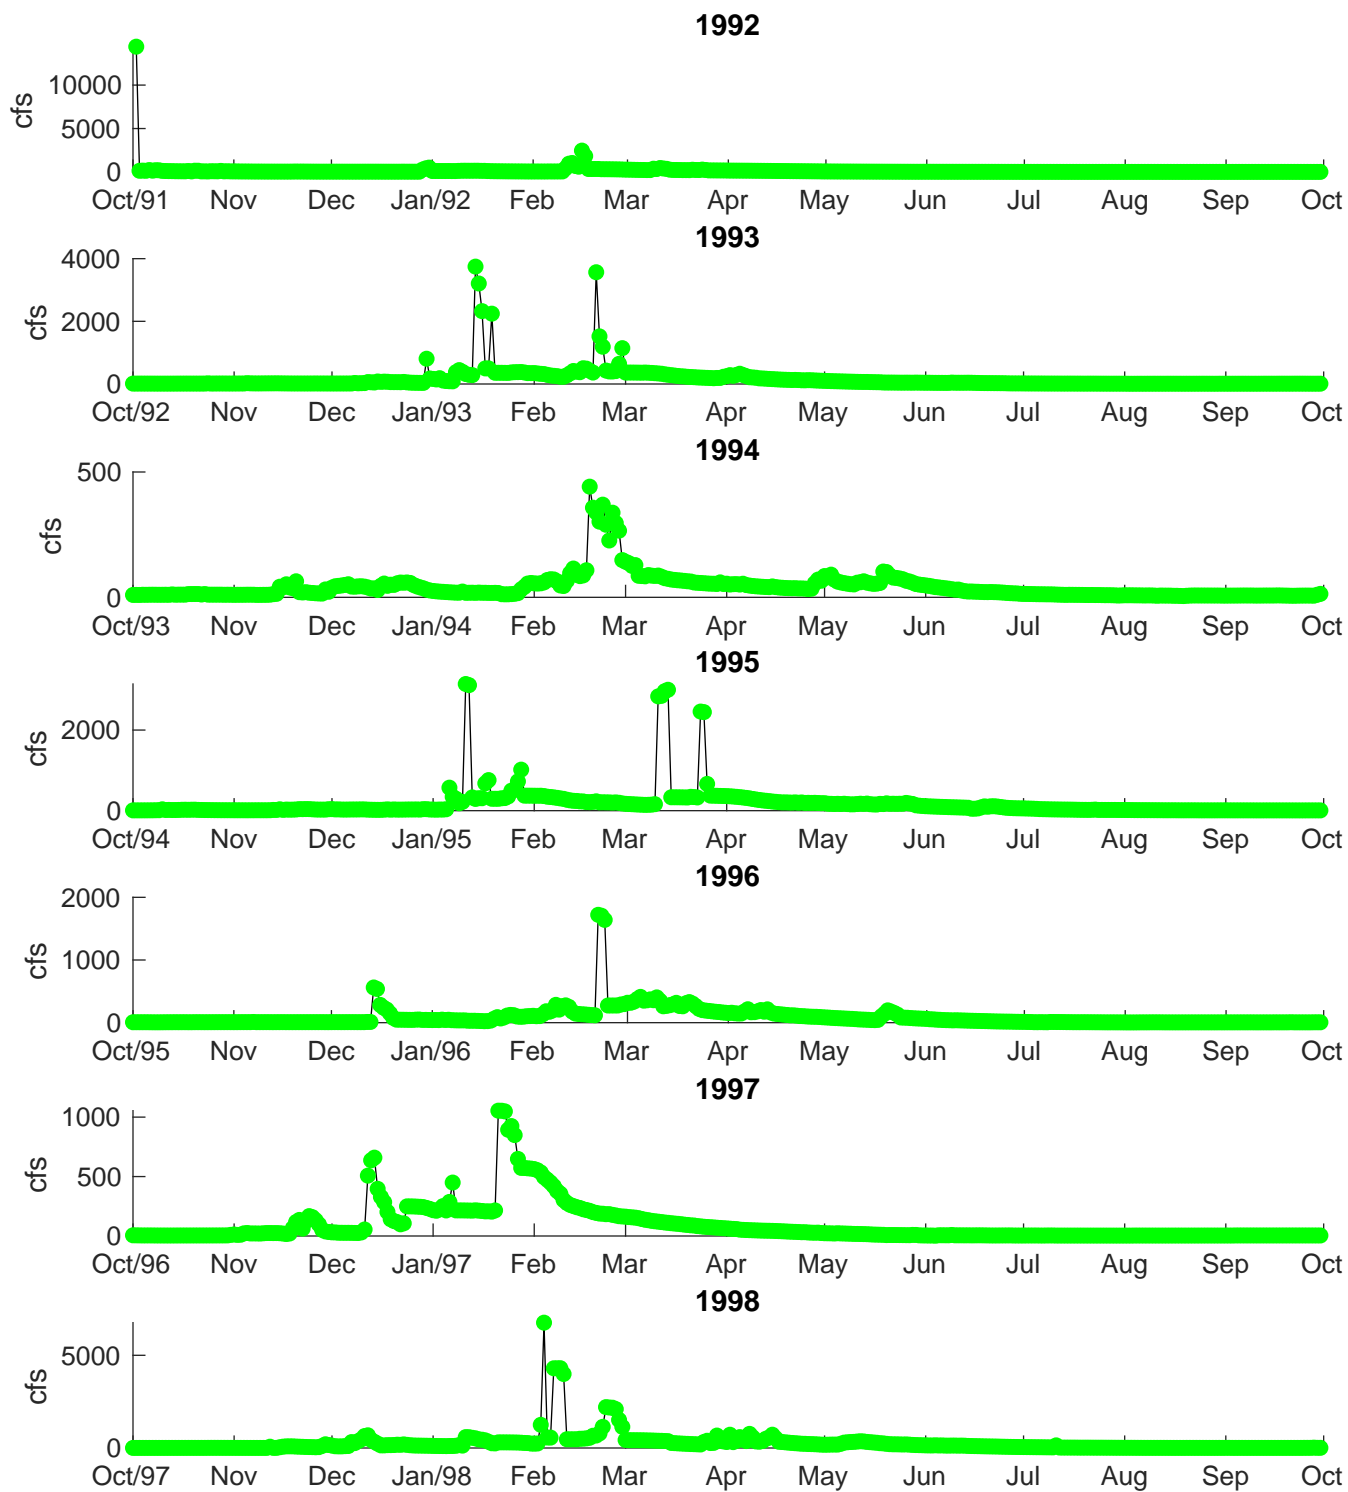 1992
cfs
10000
5000
0
Oct/91 Nov Dec Jan/92 Feb Mar Apr May Jun Jul Aug Sep Oct
1993
cfs
4000
2000
0
Oct/92 Nov Dec Jan/93 Feb Mar Apr May Jun Jul Aug Sep Oct
1994
cfs
500
0
Oct/93 Nov Dec Jan/94 Feb Mar Apr May Jun Jul Aug Sep Oct
1995
cfs
2000
0
Oct/94 Nov Dec Jan/95 Feb Mar Apr May Jun Jul Aug Sep Oct
1996
cfs
2000
1000
0
Oct/95 Nov Dec Jan/96 Feb Mar Apr May Jun Jul Aug Sep Oct
1997
cfs
1000
500
0
Oct/96 Nov Dec Jan/97 Feb Mar Apr May Jun Jul Aug Sep Oct
1998
cfs
5000
0
Oct/97 Nov Dec Jan/98 Feb Mar Apr May Jun Jul Aug Sep Oct